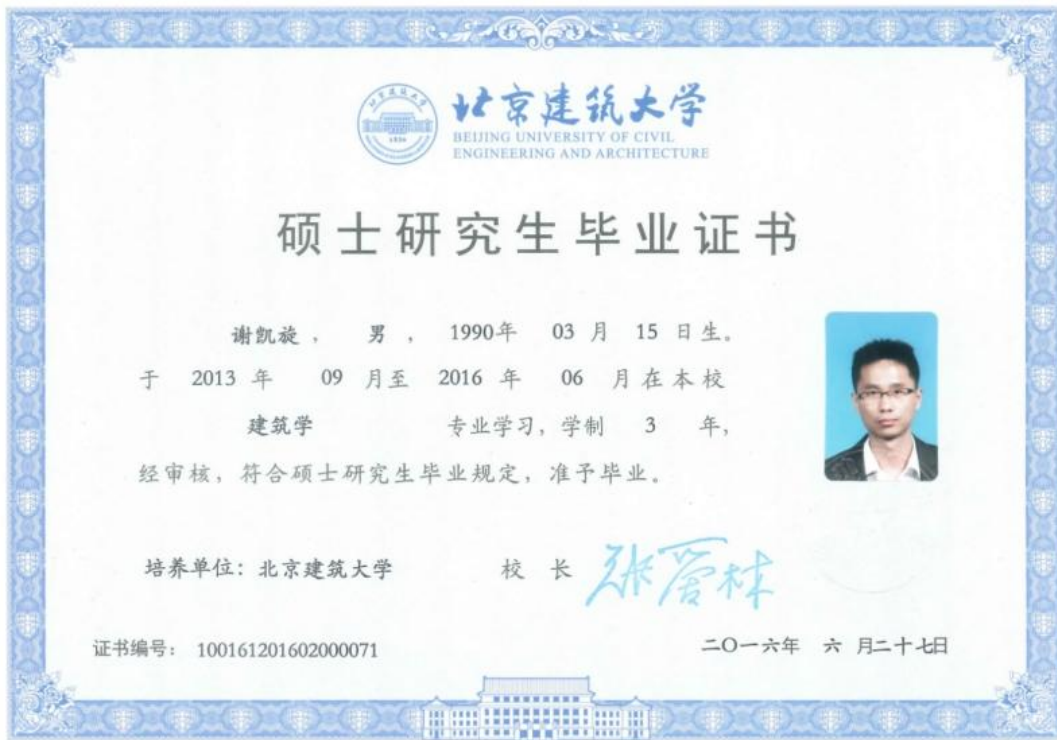 北京建筑大学
BEIJING UNIVERSITY OF CIVIL
ENGINEERING AND ARCHITECTURE
硕士研究生毕业证书
谢凯旋， 男， 1990年 03 月 15 日生。
于 2013 年 09 月至 2016 年 06 月在本校
建筑学 专业学习，学制 3 年，
经审核，符合硕士研究生毕业规定，准予毕业。
培养单位：北京建筑大学 校 长
证书编号： 100161201602000071 二〇一六年 六 月二十七日